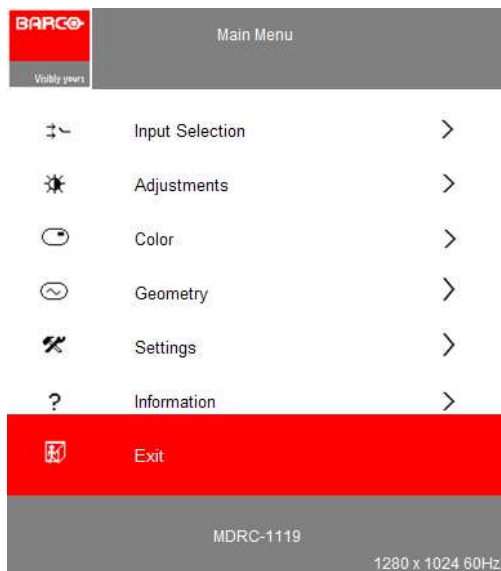 BARCO
Visibly yours
Main Menu
Input Selection
Adjustments
Color
Geometry
Settings
? Information
Exit
MDRC-1119
1280 x 1024 60Hz